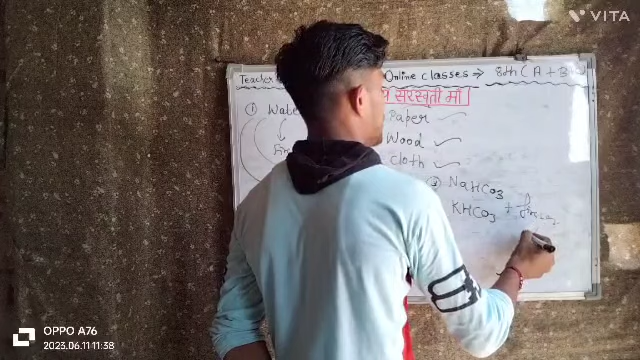 VITA
Teacher
Online classes → 8th (A + B
सरस्वती माँ
① Wate
Paper ✓
Wood ✓
Cloth ✓
Fir
② NaHCO3
KHCO3 +
OPPO A76
2023.06.11 11:38